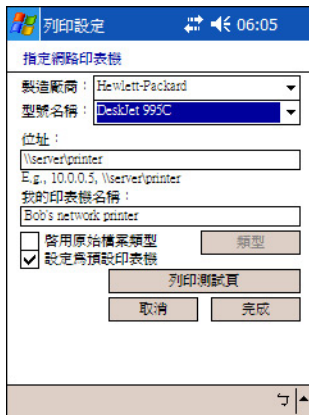 列印設定 06:05
指定網路印表機
製造廠商：Hewlett-Packard
型號名稱：DeskJet 995C
位址：
\\server\printer
E,g., 10.0.0.5, \\server\printer
我的印表機名稱：
Bob's network printer
啓用原始檔案類型 類型
設定為預設印表機
列印測試頁
取消 完成
ㄅ